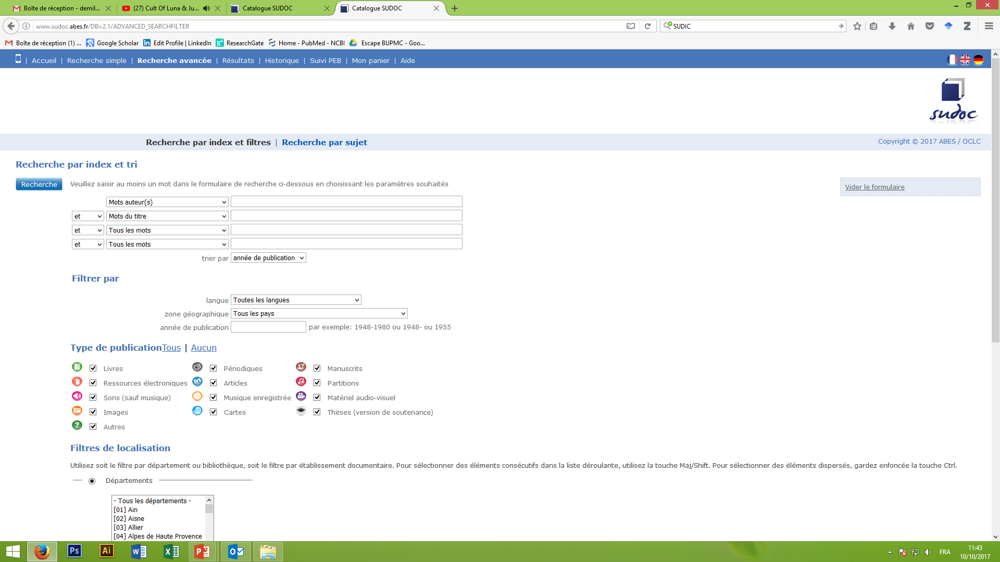 Boîte de réception - demil...
(27) Cult Of Luna & Ju...
Catalogue SUDOC
Catalogue SUDOC
www.sudoc.abes.fr/DB=2.1/ADVANCED_SEARCHFILTER
SUDIC
Boîte de réception (1) ...
Google Scholar
Edit Profile | LinkedIn
ResearchGate
Home - PubMed - NCBI
Escape BUPMC - Goo...
| Accueil | Recherche simple | Recherche avancée | Résultats | Historique | Suivi PEB | Mon panier | Aide
sudoc
Recherche par index et filtres | Recherche par sujet
Copyright © 2017 ABES / OCLC
Recherche par index et tri
Recherche
Veuillez saisir au moins un mot dans le formulaire de recherche ci-dessous en choisissant les paramètres souhaités
Vider le formulaire
Mots auteur(s)
et Mots du titre
et Tous les mots
et Tous les mots
trier par année de publication
Filtrer par
langue Toutes les langues
zone géographique Tous les pays
année de publication par exemple: 1948-1980 ou 1948- ou 1955
Type de publicationTous | Aucun
Livres Périodiques Manuscrits
Ressources électroniques Articles Partitions
Sons (sauf musique) Musique enregistrée Matériel audio-visuel
Images Cartes Thèses (version de soutenance)
? Autres
Filtres de localisation
Utilisez soit le filtre par département ou bibliothèque, soit le filtre par établissement documentaire. Pour sélectionner des éléments consécutifs dans la liste déroulante, utilisez la touche Maj/Shift. Pour sélectionner des éléments dispersés, gardez enfoncée la touche Ctrl.
Départements
- Tous les départements -
[01] Ain
[02] Aisne
[03] Allier
[04] Alpes de Haute Provence
Ps
Ai
FRA
11:43
10/10/2017